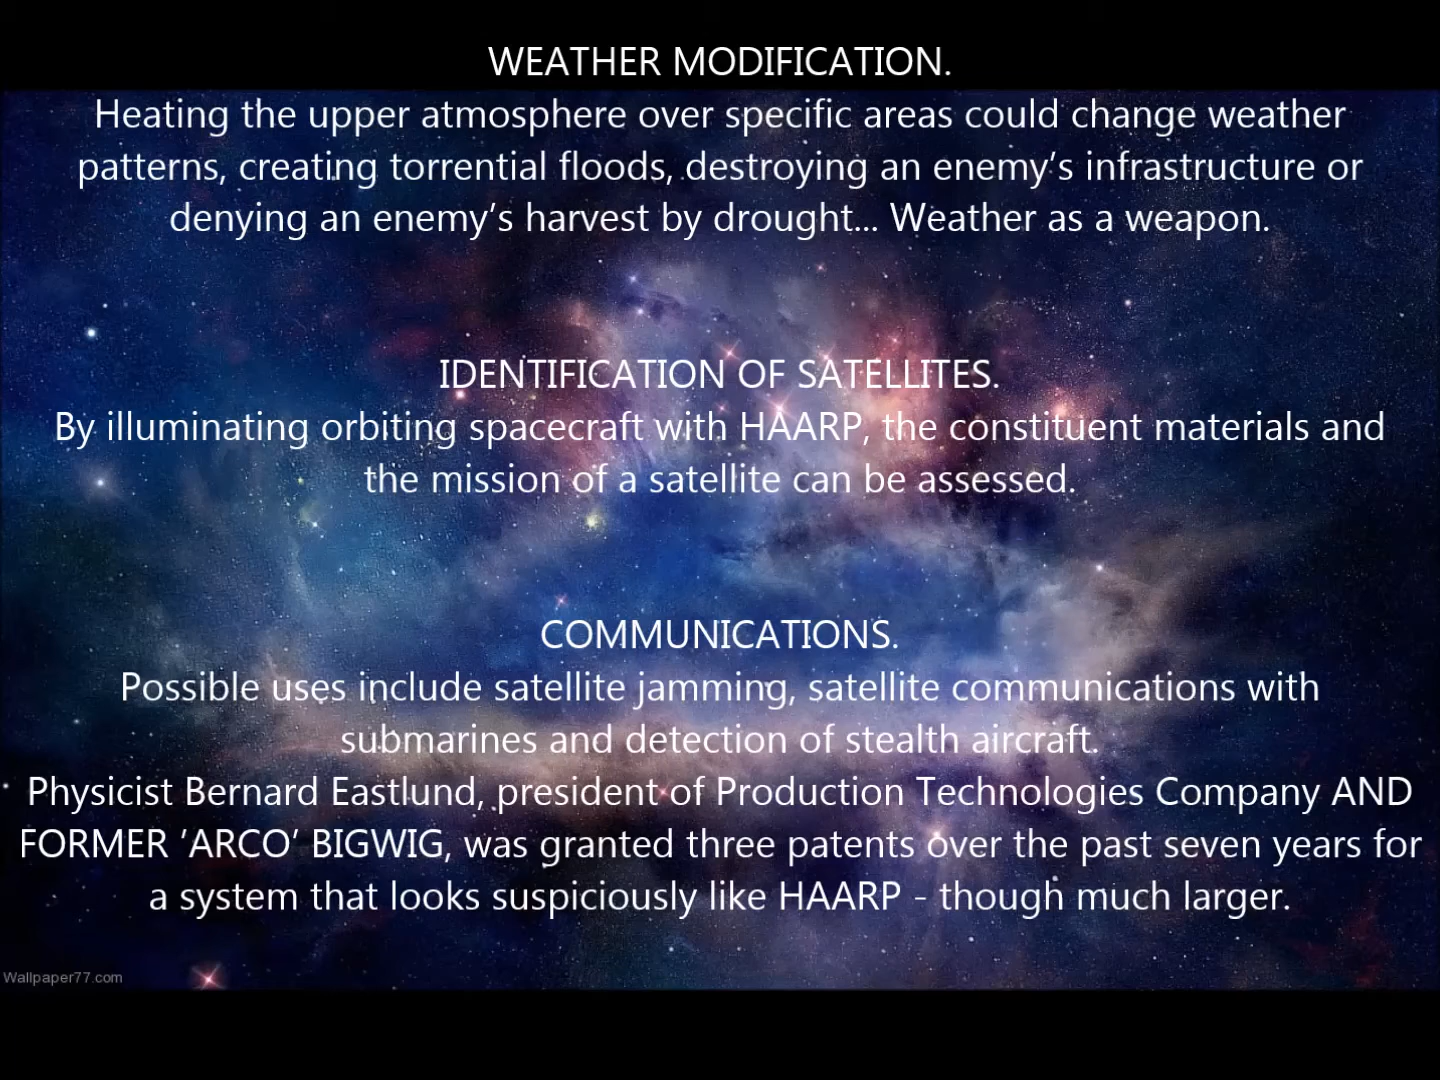 WEATHER MODIFICATION.
Heating the upper atmosphere over specific areas could change weather
patterns, creating torrential floods, destroying an enemy’s infrastructure or
denying an enemy’s harvest by drought... Weather as a weapon.
IDENTIFICATION OF SATELLITES.
By illuminating orbiting spacecraft with HAARP, the constituent materials and
the mission of a satellite can be assessed.
COMMUNICATIONS.
Possible uses include satellite jamming, satellite communications with
submarines and detection of stealth aircraft.
Physicist Bernard Eastlund, president of Production Technologies Company AND
FORMER ‘ARCO’ BIGWIG, was granted three patents over the past seven years for
a system that looks suspiciously like HAARP - though much larger.
Wallpaper77.com